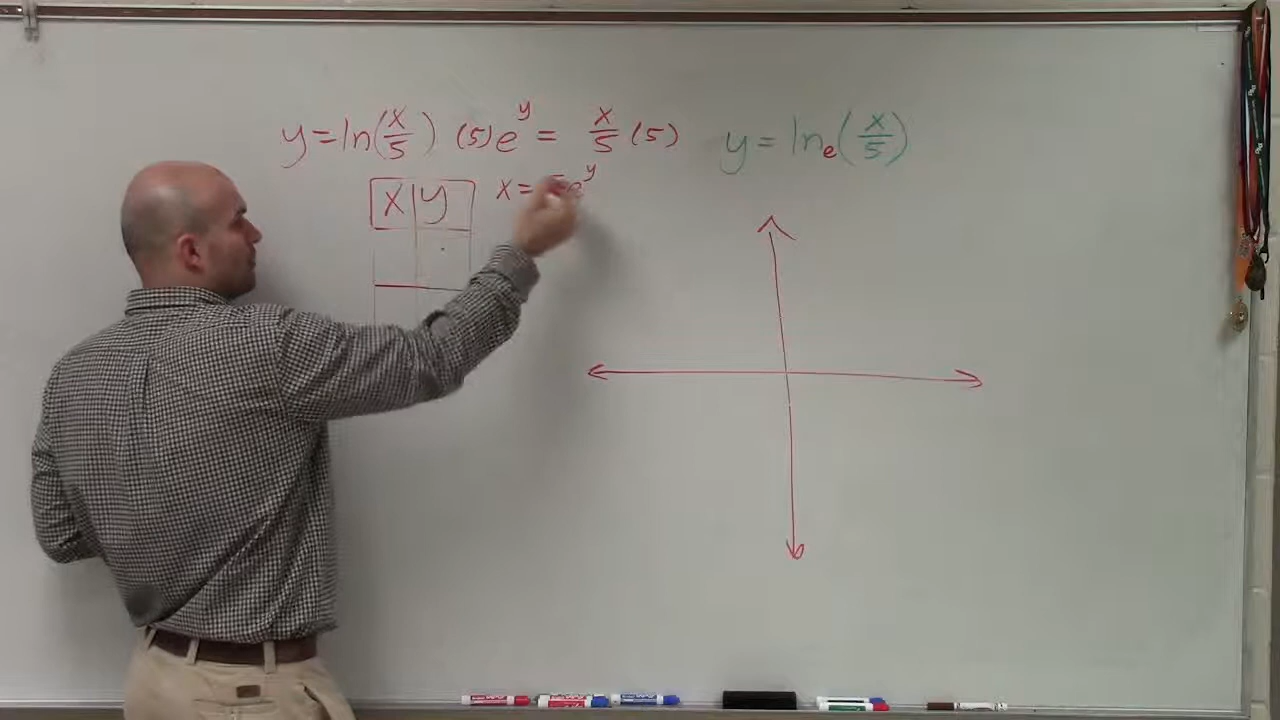 y=ln(x/5) (5)e^y = x/5 (5) y = ln_e(x/5)
x y x = 5e^y